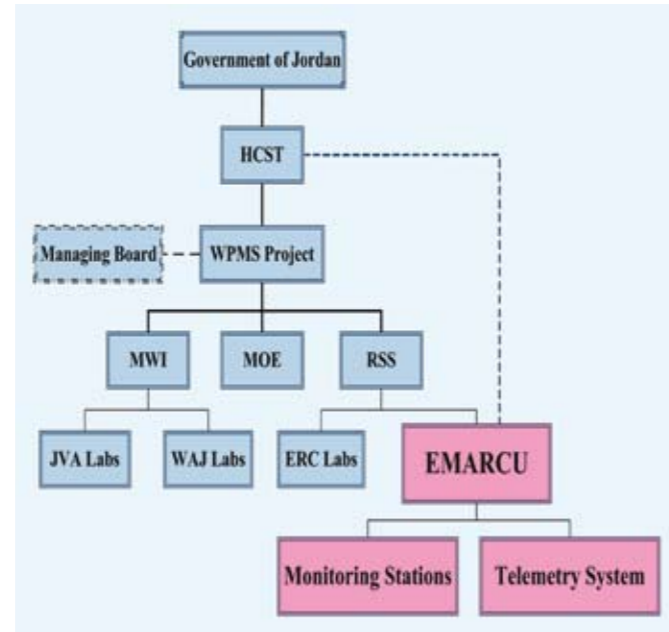 Government of Jordan
HCST
Managing Board
WPMS Project
MWI
MOE
RSS
JVA Labs
WAJ Labs
ERC Labs
EMARCU
Monitoring Stations
Telemetry System